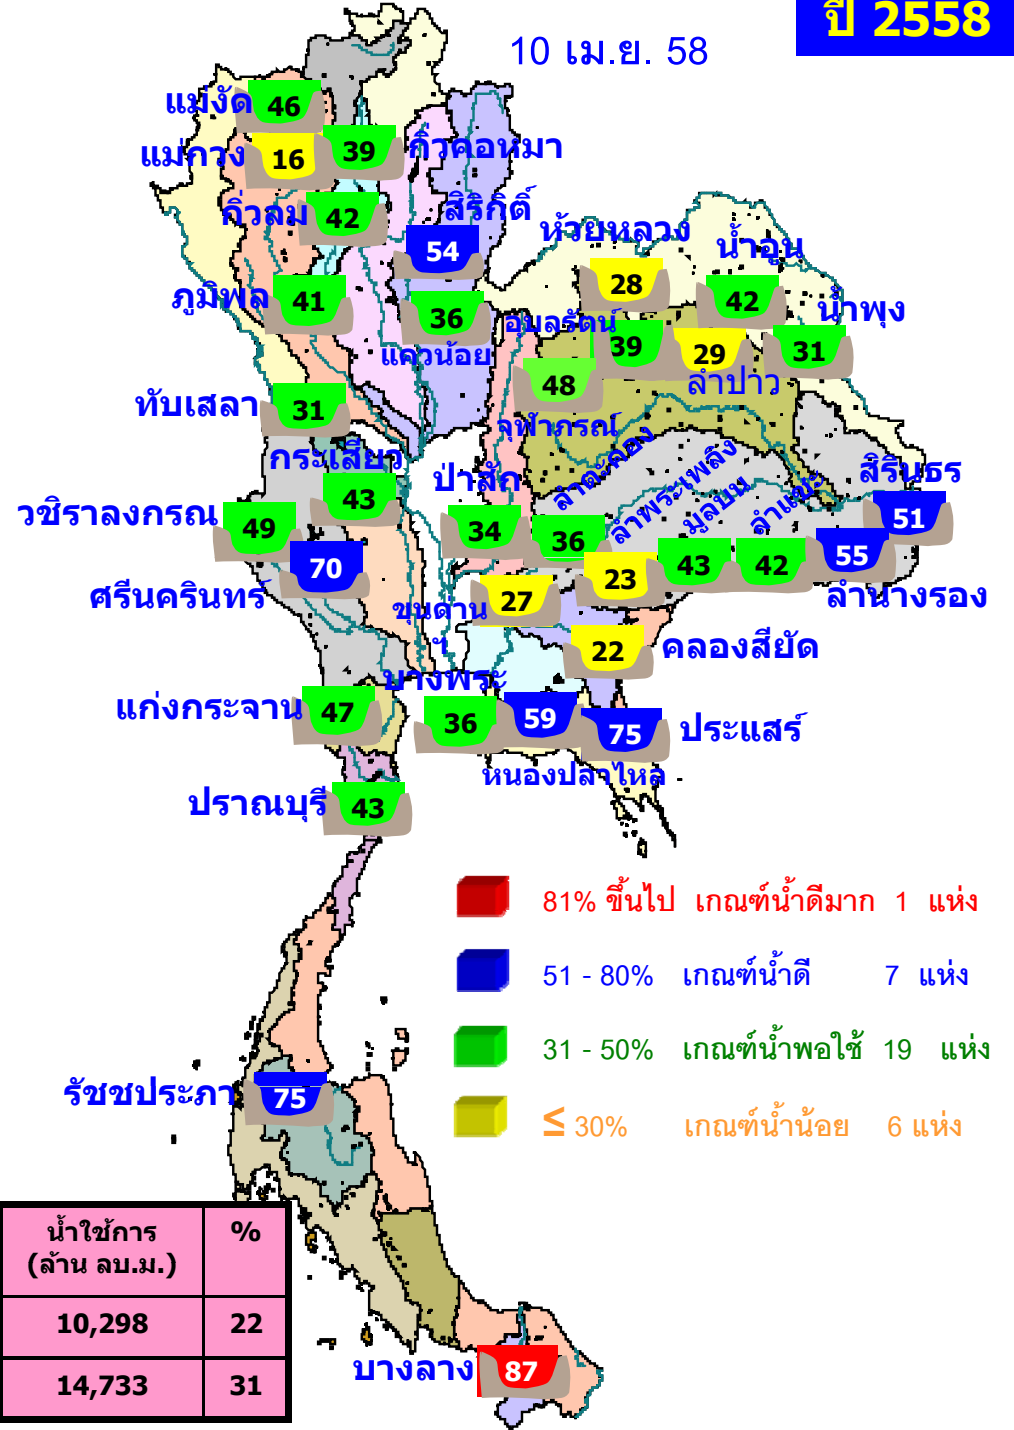 ปี 2558
10 เม.ย. 58
แม่งัด 46
แม่กวง 16
39 กิ่วคอหมา
กิ่วลม 42
สิริกิติ์
54
ห้วยหลวง
28
น้ำอูน
42
ภูมิพล 41
36
แควน้อย
อุบลรัตน์
39
29
ลำปาว
น้ำพุง
31
48
จุฬาภรณ์
ทับเสลา 31
กระเสียว
43
ป่าสัก
34
ลำตะคอง
36
ลำพระเพลิง
23
มูลบน
43
ลำแชะ
42
สิรินธร
51
55
ลำนางรอง
วชิราลงกรณ 49
ศรีนครินทร์ 70
27
ขุนด่าน
ฯ
22 คลองสียัด
บางพระ
36
59
75 ประแสร์
หนองปลาไหล
แก่งกระจาน 47
ปราณบุรี 43
81% ขึ้นไป เกณฑ์น้ำดีมาก 1 แห่ง
51 - 80% เกณฑ์น้ำดี 7 แห่ง
31 - 50% เกณฑ์น้ำพอใช้ 19 แห่ง
≤ 30% เกณฑ์น้ำน้อย 6 แห่ง
รัชชประภา 75
น้ำใช้การ %
(ล้าน ลบ.ม.)
10,298 22
14,733 31
บางลาง 87